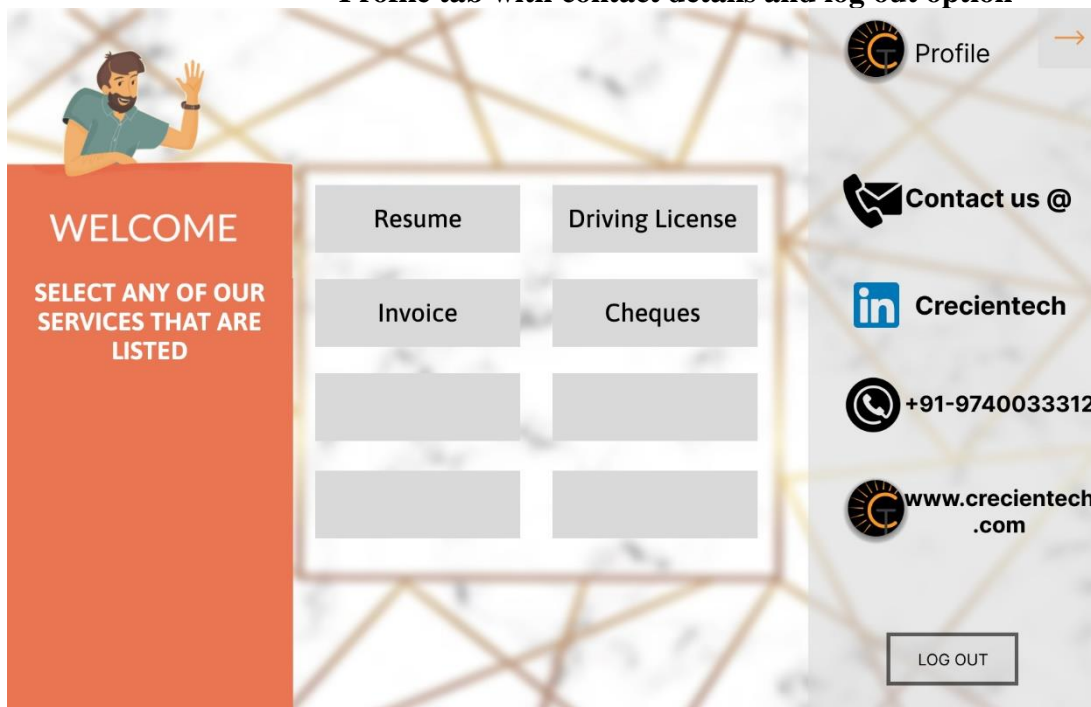 Profile tab with contact details and log out option
Profile
WELCOME
SELECT ANY OF OUR
SERVICES THAT ARE
LISTED
Resume
Driving License
Invoice
Cheques
Contact us @
in Crecientech
+91-9740033312
www.crecientech
.com
LOG OUT